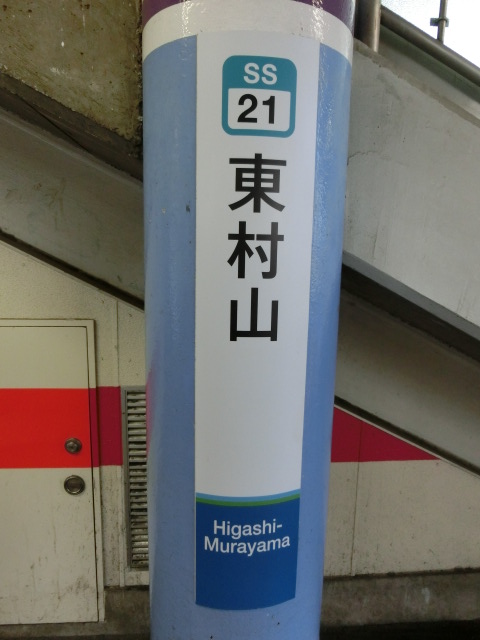 SS
21
東村山
Higashi-
Murayama